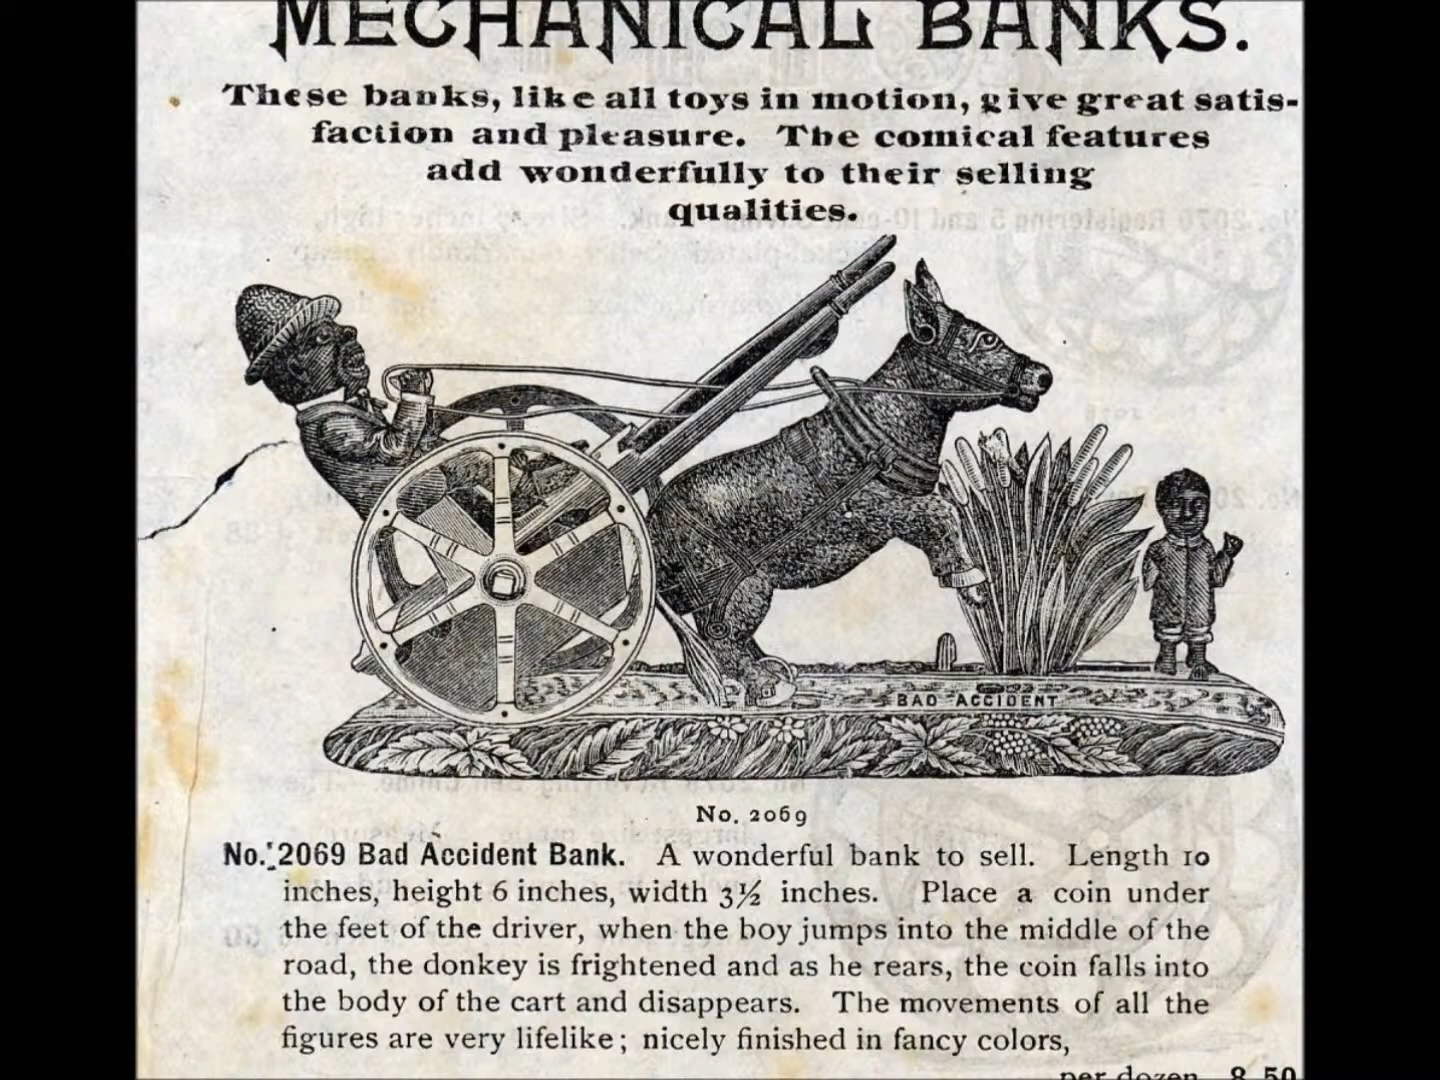 MECHANICAL BANKS.
These banks, like all toys in motion, give great satis-
faction and pleasure. The comical features
add wonderfully to their selling
qualities.
BAD ACCIDENT
No. 2069
No. 2069 Bad Accident Bank. A wonderful bank to sell. Length 10
inches, height 6 inches, width 3½ inches. Place a coin under
the feet of the driver, when the boy jumps into the middle of the
road, the donkey is frightened and as he rears, the coin falls into
the body of the cart and disappears. The movements of all the
figures are very lifelike; nicely finished in fancy colors,
per dozen, 8 50